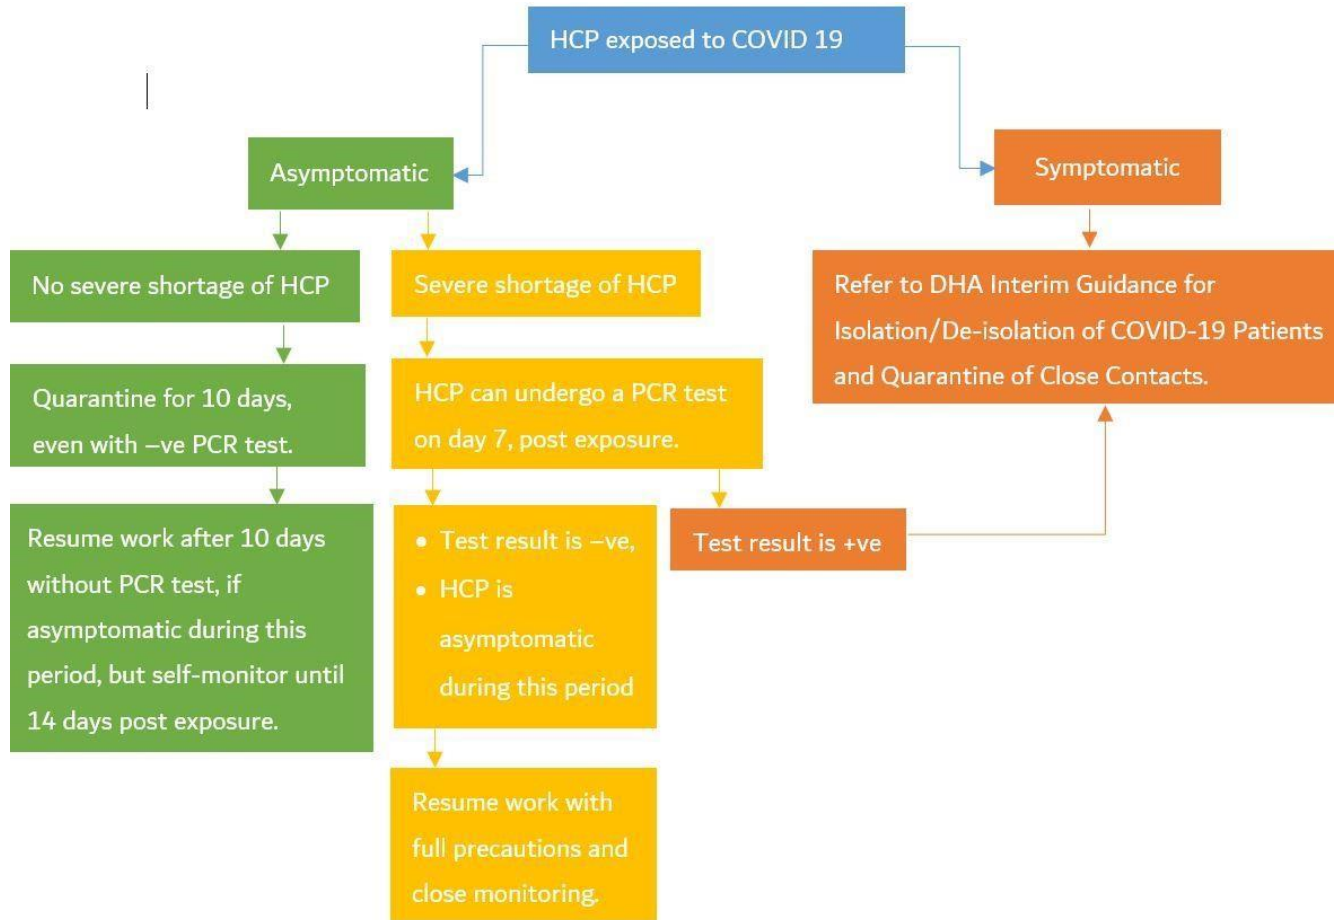 HCP exposed to COVID 19
Asymptomatic
Symptomatic
No severe shortage of HCP
Severe shortage of HCP
Refer to DHA Interim Guidance for
Isolation/De-isolation of COVID-19 Patients
and Quarantine of Close Contacts.
Quarantine for 10 days,
even with –ve PCR test.
HCP can undergo a PCR test
on day 7, post exposure.
Resume work after 10 days
without PCR test, if
asymptomatic during this
period, but self-monitor until
14 days post exposure.
• Test result is –ve,
• HCP is
asymptomatic
during this period
Test result is +ve
Resume work with
full precautions and
close monitoring.